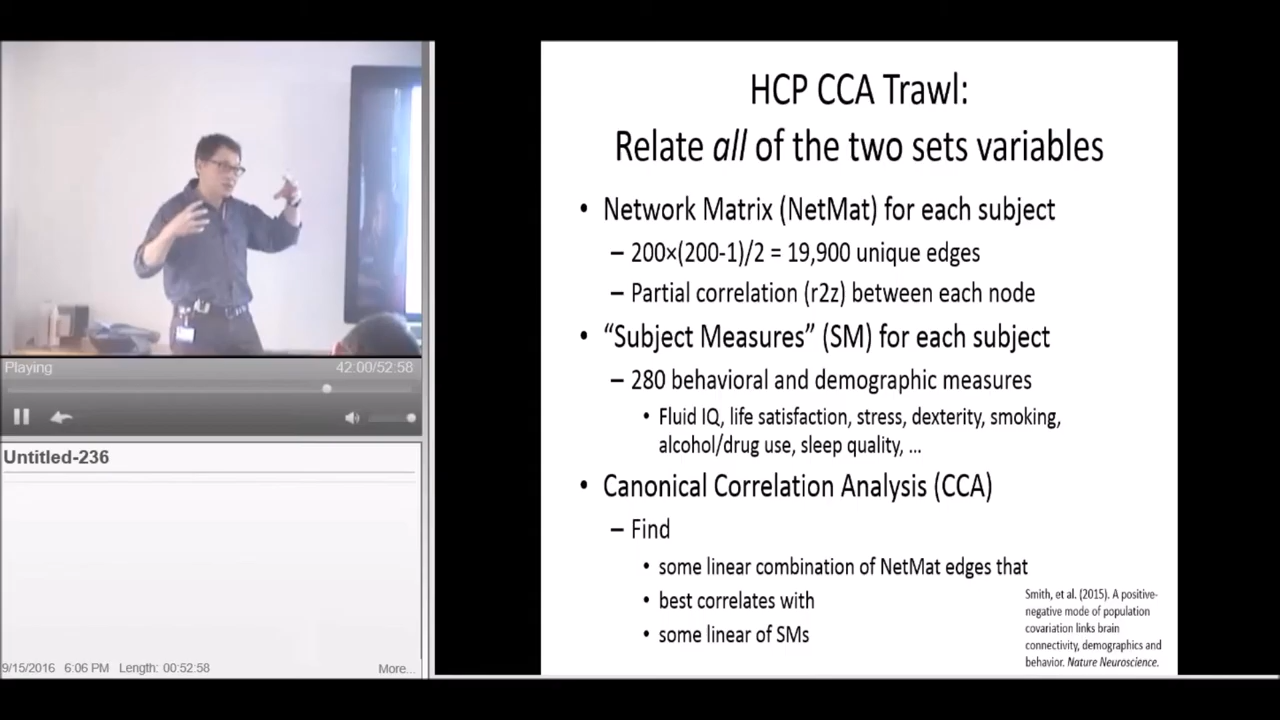 HCP CCA Trawl:
Relate all of the two sets variables
• Network Matrix (NetMat) for each subject
– 200×(200-1)/2 = 19,900 unique edges
– Partial correlation (r2z) between each node
• “Subject Measures” (SM) for each subject
– 280 behavioral and demographic measures
• Fluid IQ, life satisfaction, stress, dexterity, smoking,
alcohol/drug use, sleep quality, ...
• Canonical Correlation Analysis (CCA)
– Find
• some linear combination of NetMat edges that
• best correlates with
• some linear of SMs
Smith, et al. (2015). A positive-
negative mode of population
covariation links brain
connectivity, demographics and
behavior. Nature Neuroscience.
Playing 42:00/52:58
Untitled-236
9/15/2016 6:06 PM Length: 00:52:58 More...